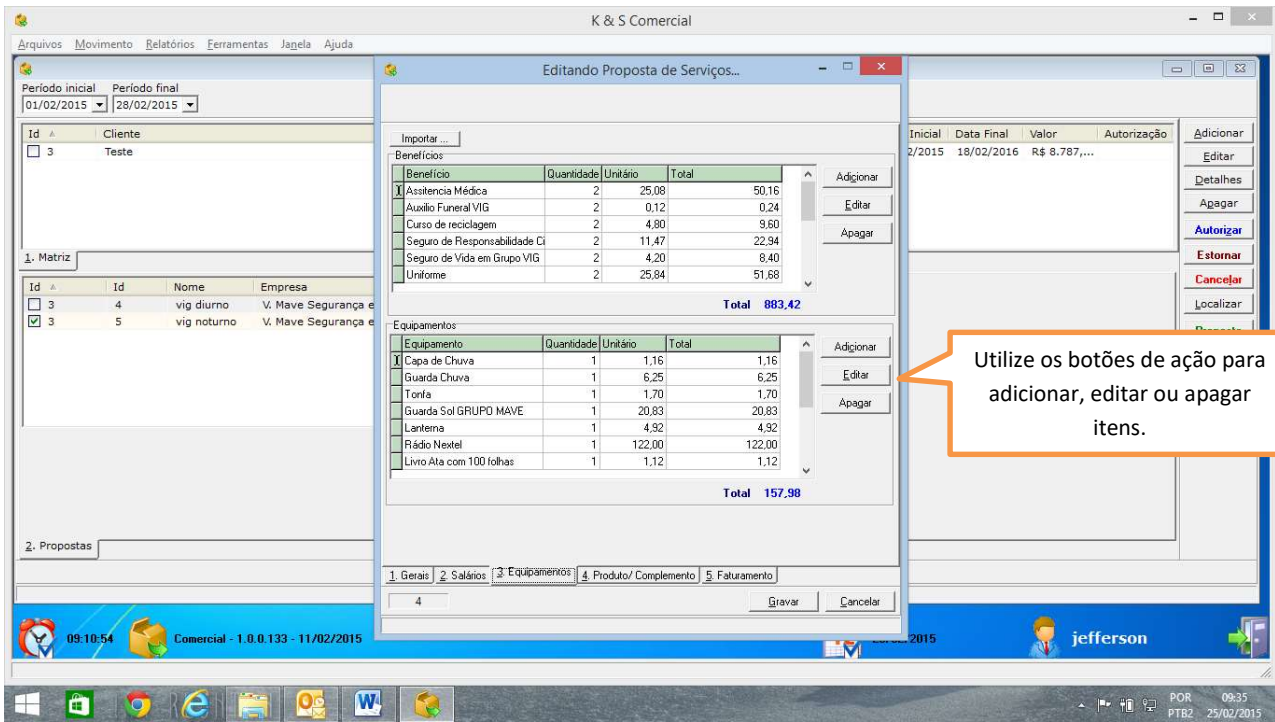 K & S Comercial
Arquivos Movimento Relatórios Ferramentas Janela Ajuda
Período inicial Período final
01/02/2015 28/02/2015
Id Cliente
3 Teste
Inicial Data Final Valor Autorização
2/2015 18/02/2016 R$ 8.787,...
1. Matriz
Id Id Nome Empresa
3 4 vig diurno V. Mave Segurança e
3 5 vig noturno V. Mave Segurança e
2. Propostas
Adicionar
Editar
Detalhes
Apagar
Autorizar
Estornar
Cancelar
Localizar
Editando Proposta de Serviços...
Importar ...
Benefícios
Benefício Quantidade Unitário Total
Assitencia Médica 2 25,08 50,16
Auxilio Funeral VIG 2 0,12 0,24
Curso de reciclagem 2 4,80 9,60
Seguro de Responsabilidade Ci 2 11,47 22,94
Seguro de Vida em Grupo VIG 2 4,20 8,40
Uniforme 2 25,84 51,68
Total 883,42
Adicionar
Editar
Apagar
Equipamentos
Equipamento Quantidade Unitário Total
Capa de Chuva 1 1,16 1,16
Guarda Chuva 1 6,25 6,25
Tonfa 1 1,70 1,70
Guarda Sol GRUPO MAVE 1 20,83 20,83
Lanterna 1 4,92 4,92
Rádio Nextel 1 122,00 122,00
Livro Ata com 100 folhas 1 1,12 1,12
Total 157,98
Adicionar
Editar
Apagar
Utilize os botões de ação para
adicionar, editar ou apagar
itens.
1. Gerais 2 Salários 3 Equipamentos 4. Produto/ Complemento 5. Faturamento
4 Gravar Cancelar
09:10:54 Comercial - 1.0.0.133 - 11/02/2015 2015 jefferson
POR 09:35
PTB2 25/02/2015